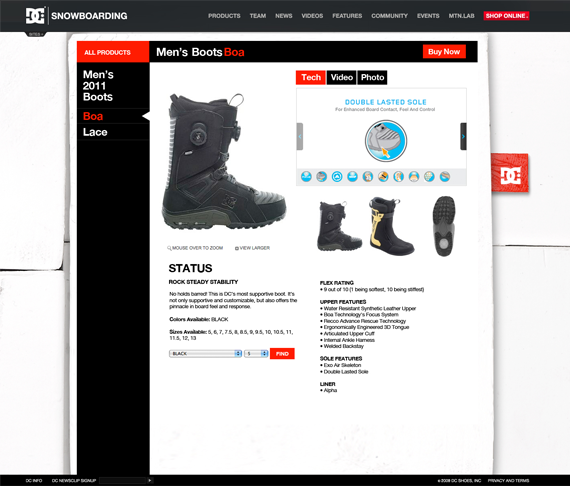 DC SNOWBOARDING
PRODUCTS TEAM NEWS VIDEOS FEATURES COMMUNITY EVENTS MTN.LAB SHOP ONLINE
SITES
ALL PRODUCTS
Men's Boots Boa
Buy Now
Men's
2011
Boots
Boa
Lace
Tech Video Photo
DOUBLE LASTED SOLE
For Enhanced Board Contact, Feel And Control
DC
MOUSE OVER TO ZOOM
VIEW LARGER
STATUS
ROCK STEADY STABILITY
No holds barred! This is DC's most supportive boot. It's
not only supportive and customizable, but also offers the
pinnacle in board feel and response.
Colors Available: BLACK
Sizes Available: 5, 6, 7, 7.5, 8, 8.5, 9, 9.5, 10, 10.5, 11,
11.5, 12, 13
BLACK 5 FIND
FLEX RATING
• 9 out of 10 (1 being softest, 10 being stiffest)
UPPER FEATURES
• Water Resistant Synthetic Leather Upper
• Boa Technology's Focus System
• Recco Advance Rescue Technology
• Ergonomically Engineered 3D Tongue
• Articulated Upper Cuff
• Internal Ankle Harness
• Welded Backstay
SOLE FEATURES
• Exo Air Skeleton
• Double Lasted Sole
LINER
• Alpha
DC INFO DC NEWSCLIP SIGNUP
© 2008 DC SHOES, INC PRIVACY AND TERMS